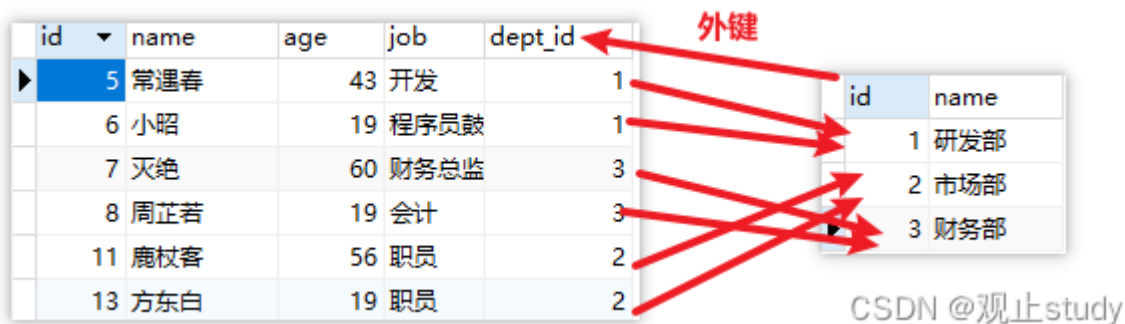 外键
id name age job dept_id
5 常遇春 43 开发 1
6 小昭 19 程序员鼓 1
7 灭绝 60 财务总监 3
8 周芷若 19 会计 3
11 鹿杖客 56 职员 2
13 方东白 19 职员 2
id name
1 研发部
2 市场部
3 财务部
CSDN @观止study